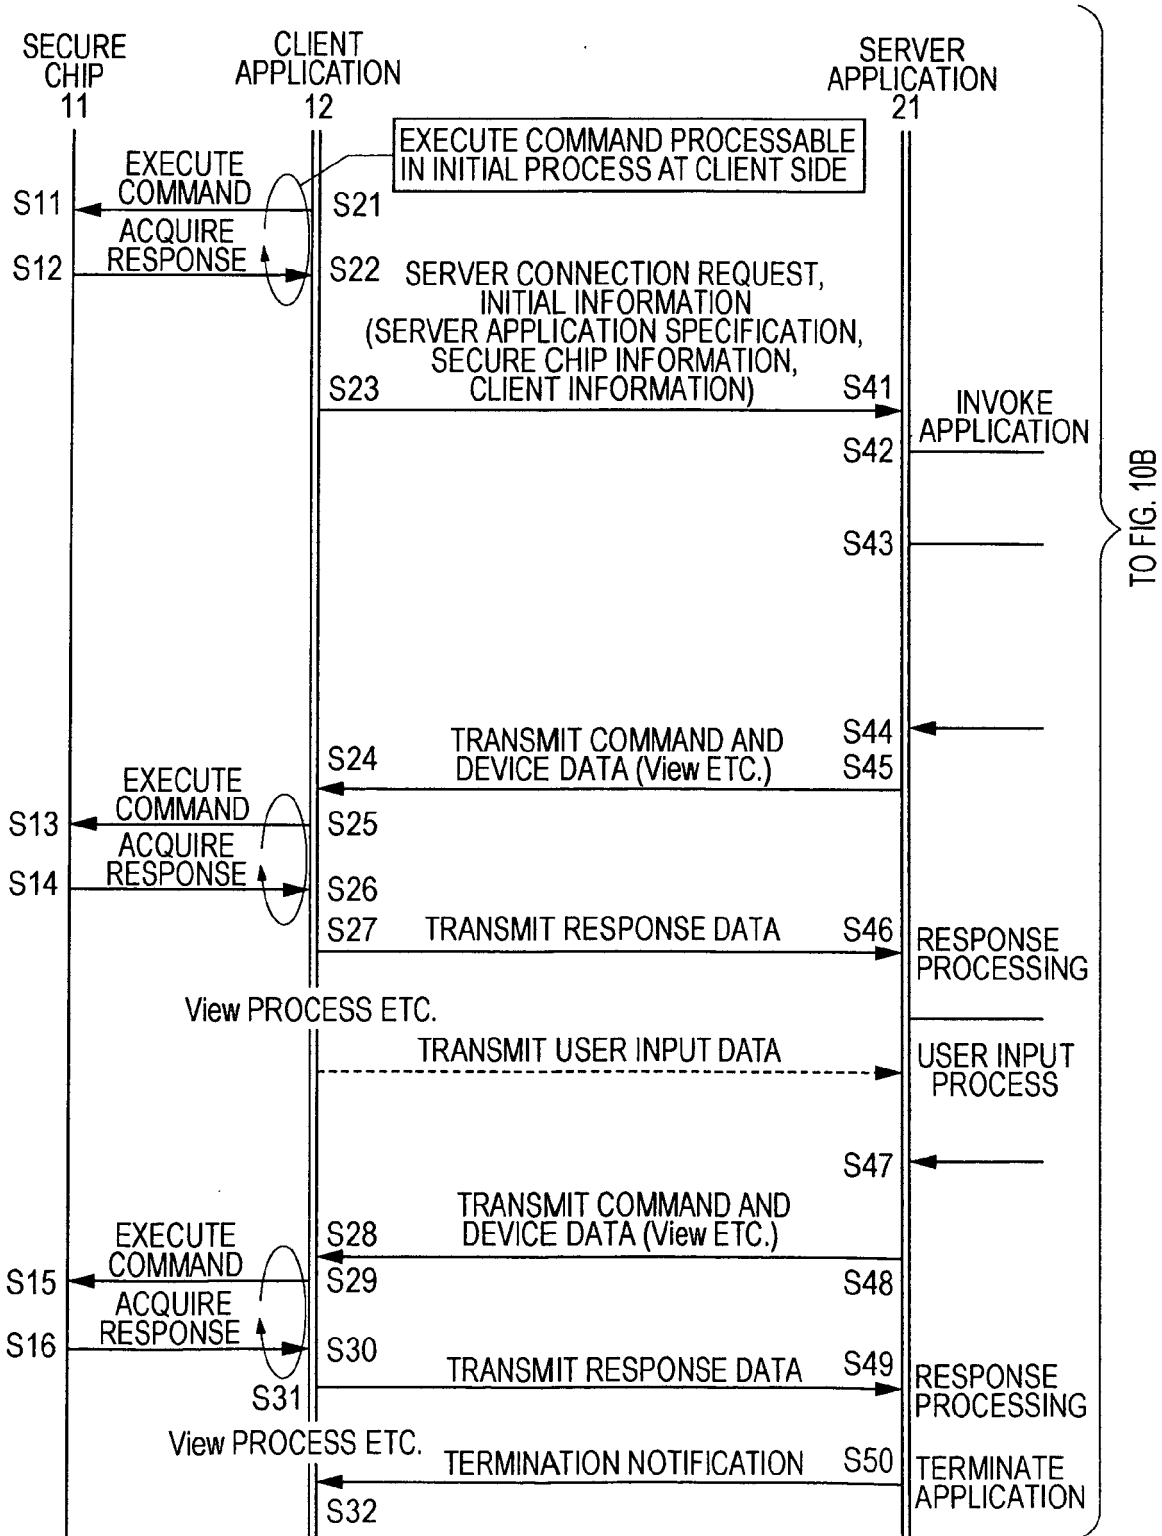 SECURE
CHIP
11
CLIENT
APPLICATION
12
SERVER
APPLICATION
21
EXECUTE COMMAND PROCESSABLE
IN INITIAL PROCESS AT CLIENT SIDE
EXECUTE
COMMAND
S11
S21
ACQUIRE
RESPONSE
S12
S22
SERVER CONNECTION REQUEST,
INITIAL INFORMATION
(SERVER APPLICATION SPECIFICATION,
SECURE CHIP INFORMATION,
CLIENT INFORMATION)
S23
S41
INVOKE
APPLICATION
S42
S43
TO FIG. 10B
S44
TRANSMIT COMMAND AND
DEVICE DATA (View ETC.)
S24
S45
EXECUTE
COMMAND
S13
S25
ACQUIRE
RESPONSE
S14
S26
S27
TRANSMIT RESPONSE DATA
S46
RESPONSE
PROCESSING
View PROCESS ETC.
TRANSMIT USER INPUT DATA
USER INPUT
PROCESS
S47
TRANSMIT COMMAND AND
DEVICE DATA (View ETC.)
S28
S48
EXECUTE
COMMAND
S15
S29
ACQUIRE
RESPONSE
S16
S30
S31
TRANSMIT RESPONSE DATA
S49
RESPONSE
PROCESSING
View PROCESS ETC.
TERMINATION NOTIFICATION
S50
TERMINATE
APPLICATION
S32